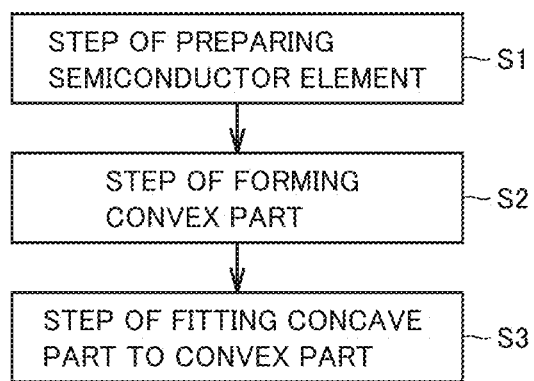 STEP OF PREPARING
SEMICONDUCTOR ELEMENT
S1
STEP OF FORMING
CONVEX PART
S2
STEP OF FITTING CONCAVE
PART TO CONVEX PART
S3